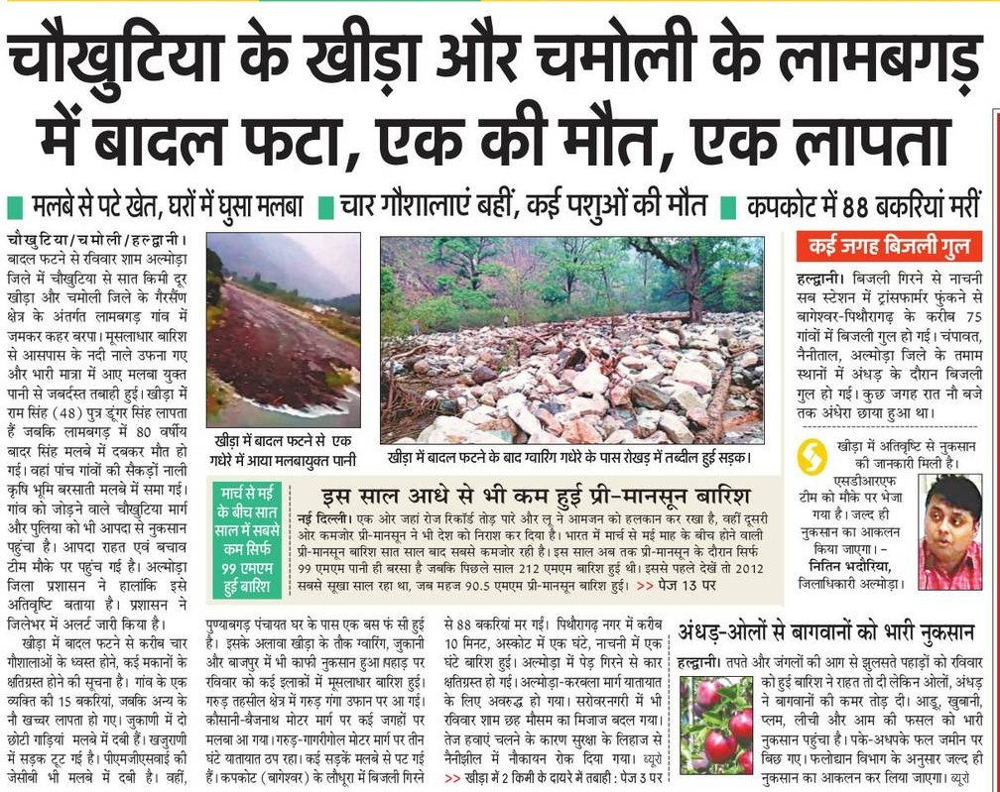 चौखुटिया के खीड़ा और चमोली के लामबगड़
में बादल फटा, एक की मौत, एक लापता
मलबे से पटे खेत, घरों में घुसा मलबा
चार गौशालाएं बहीं, कई पशुओं की मौत
कपकोट में 88 बकरियां मरीं
चौखुटिया/चमोली/हल्द्वानी।
बादल फटने से रविवार शाम अल्मोड़ा
जिले में चौखुटिया से सात किमी दूर
खीड़ा और चमोली जिले के गैरसैंण
क्षेत्र के अंतर्गत लामबगड़ गांव में
जमकर कहर बरपा। मूसलाधार बारिश
से आसपास के नदी नाले उफना गए
और भारी मात्रा में आए मलबा युक्त
पानी से जबर्दस्त तबाही हुई। खीड़ा में
राम सिंह (48) पुत्र डूंगर सिंह लापता
हैं जबकि लामबगड़ में 80 वर्षीय
बादर सिंह मलबे में दबकर मौत हो
गई। वहां पांच गांवों की सैकड़ों नाली
कृषि भूमि बरसाती मलबे में समा गई।
गांव को जोड़ने वाले चौखुटिया मार्ग
और पुलिया को भी आपदा से नुकसान
पहुंचा है। आपदा राहत एवं बचाव
टीम मौके पर पहुंच गई है। अल्मोड़ा
जिला प्रशासन ने हालांकि इसे
अतिवृष्टि बताया है। प्रशासन ने
जिलेभर में अलर्ट जारी किया है।
खीड़ा में बादल फटने से करीब चार
गौशालाओं के ध्वस्त होने, कई मकानों के
क्षतिग्रस्त होने की सूचना है। गांव के एक
व्यक्ति की 15 बकरियां, जबकि अन्य के
नौ खच्चर लापता हो गए। जुकाणी में दो
छोटी गाड़ियां मलबे में दबी हैं। खजुराणी
में सड़क टूट गई है। पीएमजीएसवाई की
जेसीबी भी मलबे में दबी है। वहीं,
खीड़ा में बादल फटने से एक
गधेरे में आया मलबायुक्त पानी
खीड़ा में बादल फटने के बाद ग्वारिंग गधेरे के पास रोखड़ में तब्दील हुई सड़क।
मार्च से मई
के बीच सात
साल में सबसे
कम सिर्फ
99 एमएम
हुई बारिश
इस साल आधे से भी कम हुई प्री-मानसून बारिश
नई दिल्ली। एक ओर जहां रोज रिकॉर्ड तोड़ पारे और लू ने आमजन को हलकान कर रखा है, वहीं दूसरी
ओर कमजोर प्री-मानसून ने भी देश को निराश कर दिया है। भारत में मार्च से मई माह के बीच होने वाली
प्री-मानसून बारिश सात साल बाद सबसे कमजोर रही है। इस साल अब तक प्री-मानसून के दौरान सिर्फ
99 एमएम पानी ही बरसा है जबकि पिछले साल 212 एमएम बारिश हुई थी। इससे पहले देखें तो 2012
सबसे सूखा साल रहा था, जब महज 90.5 एमएम प्री-मानसून बारिश हुई। >> पेज 13 पर
पुण्याबगड़ पंचायत घर के पास एक बस फं सी हुई
है। इसके अलावा खीड़ा के तौक ग्वारिंग, जुकानी
और बाजपुर में भी काफी नुकसान हुआ।पहाड़ पर
रविवार को कई इलाकों में मूसलाधार बारिश हुई।
गरुड़ तहसील क्षेत्र में गरुड़ गंगा उफान पर आ गई।
कौसानी-बैजनाथ मोटर मार्ग पर कई जगहों पर
मलबा आ गया। गरुड़-गागरीगोल मोटर मार्ग पर तीन
घंटे यातायात ठप रहा। कई सड़कें मलबे से पट गई
हैं। कपकोट (बागेश्वर) के लौधूरा में बिजली गिरने
से 88 बकरियां मर गईं। पिथौरागढ़ नगर में करीब
10 मिनट, अस्कोट में एक घंटे, नाचनी में एक
घंटे बारिश हुई। अल्मोड़ा में पेड़ गिरने से कार
क्षतिग्रस्त हो गई। अल्मोड़ा-करबला मार्ग यातायात
के लिए अवरुद्ध हो गया। सरोवरनगरी में भी
रविवार शाम छह मौसम का मिजाज बदल गया।
तेज हवाएं चलने के कारण सुरक्षा के लिहाज से
नैनीझील में नौकायन रोक दिया गया। ब्यूरो
>> खीड़ा में 2 किमी के दायरे में तबाही : पेज 3 पर
कई जगह बिजली गुल
हल्द्वानी। बिजली गिरने से नाचनी
सब स्टेशन में ट्रांसफार्मर फुंकने से
बागेश्वर-पिथौरागढ़ के करीब 75
गांवों में बिजली गुल हो गई। चंपावत,
नैनीताल, अल्मोड़ा जिले के तमाम
स्थानों में अंधड़ के दौरान बिजली
गुल हो गई। कुछ जगह रात नौ बजे
तक अंधेरा छाया हुआ था।
खीड़ा में अतिवृष्टि से नुकसान
की जानकारी मिली है।
एसडीआरएफ
टीम को मौके पर भेजा
गया है। जल्द ही
नुकसान का आकलन
किया जाएगा। -
नितिन भदौरिया,
जिलाधिकारी अल्मोड़ा।
अंधड़-ओलों से बागवानों को भारी नुकसान
हल्द्वानी। तपते और जंगलों की आग से झुलसते पहाड़ों को रविवार
को हुई बारिश ने राहत तो दी लेकिन ओलों, अंधड़
ने बागवानों की कमर तोड़ दी। आडू, खुबानी,
प्लम, लीची और आम की फसल को भारी
नुकसान पहुंचा है। पके-अधपके फल जमीन पर
बिछ गए। फलोद्यान विभाग के अनुसार जल्द ही
नुकसान का आकलन कर लिया जाएगा। ब्यूरो